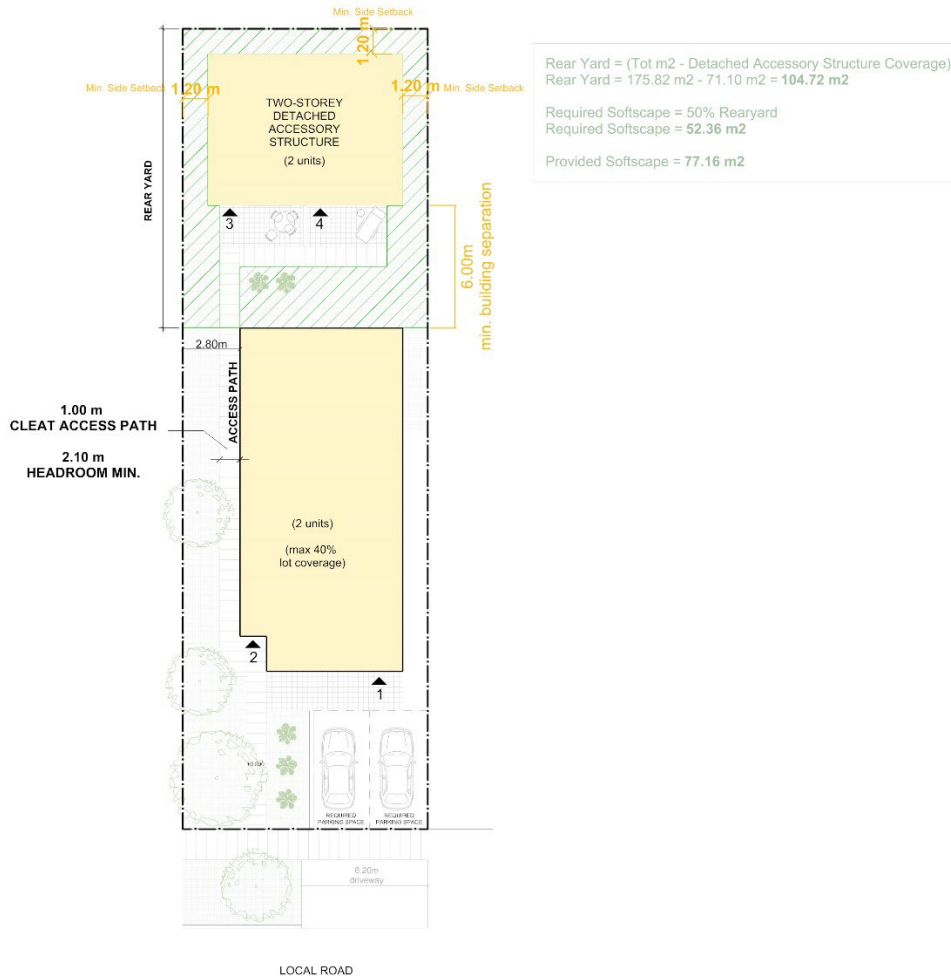 Min. Side Setback
1.20 m
Min. Side Setback
1.20 m
1.20 m
Min. Side Setback
TWO-STOREY
DETACHED
ACCESSORY
STRUCTURE
(2 units)
Rear Yard = (Tot m2 - Detached Accessory Structure Coverage)
Rear Yard = 175.82 m2 - 71.10 m2 = 104.72 m2
Required Softscape = 50% Rearyard
Required Softscape = 52.36 m2
Provided Softscape = 77.16 m2
REAR YARD
3
4
6.00m
min. building separation
2.80m
ACCESS PATH
1.00 m
CLEAT ACCESS PATH
2.10 m
HEADROOM MIN.
(2 units)
(max 40%
lot coverage)
2
1
REQUIRED
PARKING SPACE
REQUIRED
PARKING SPACE
6.20m
driveway
LOCAL ROAD